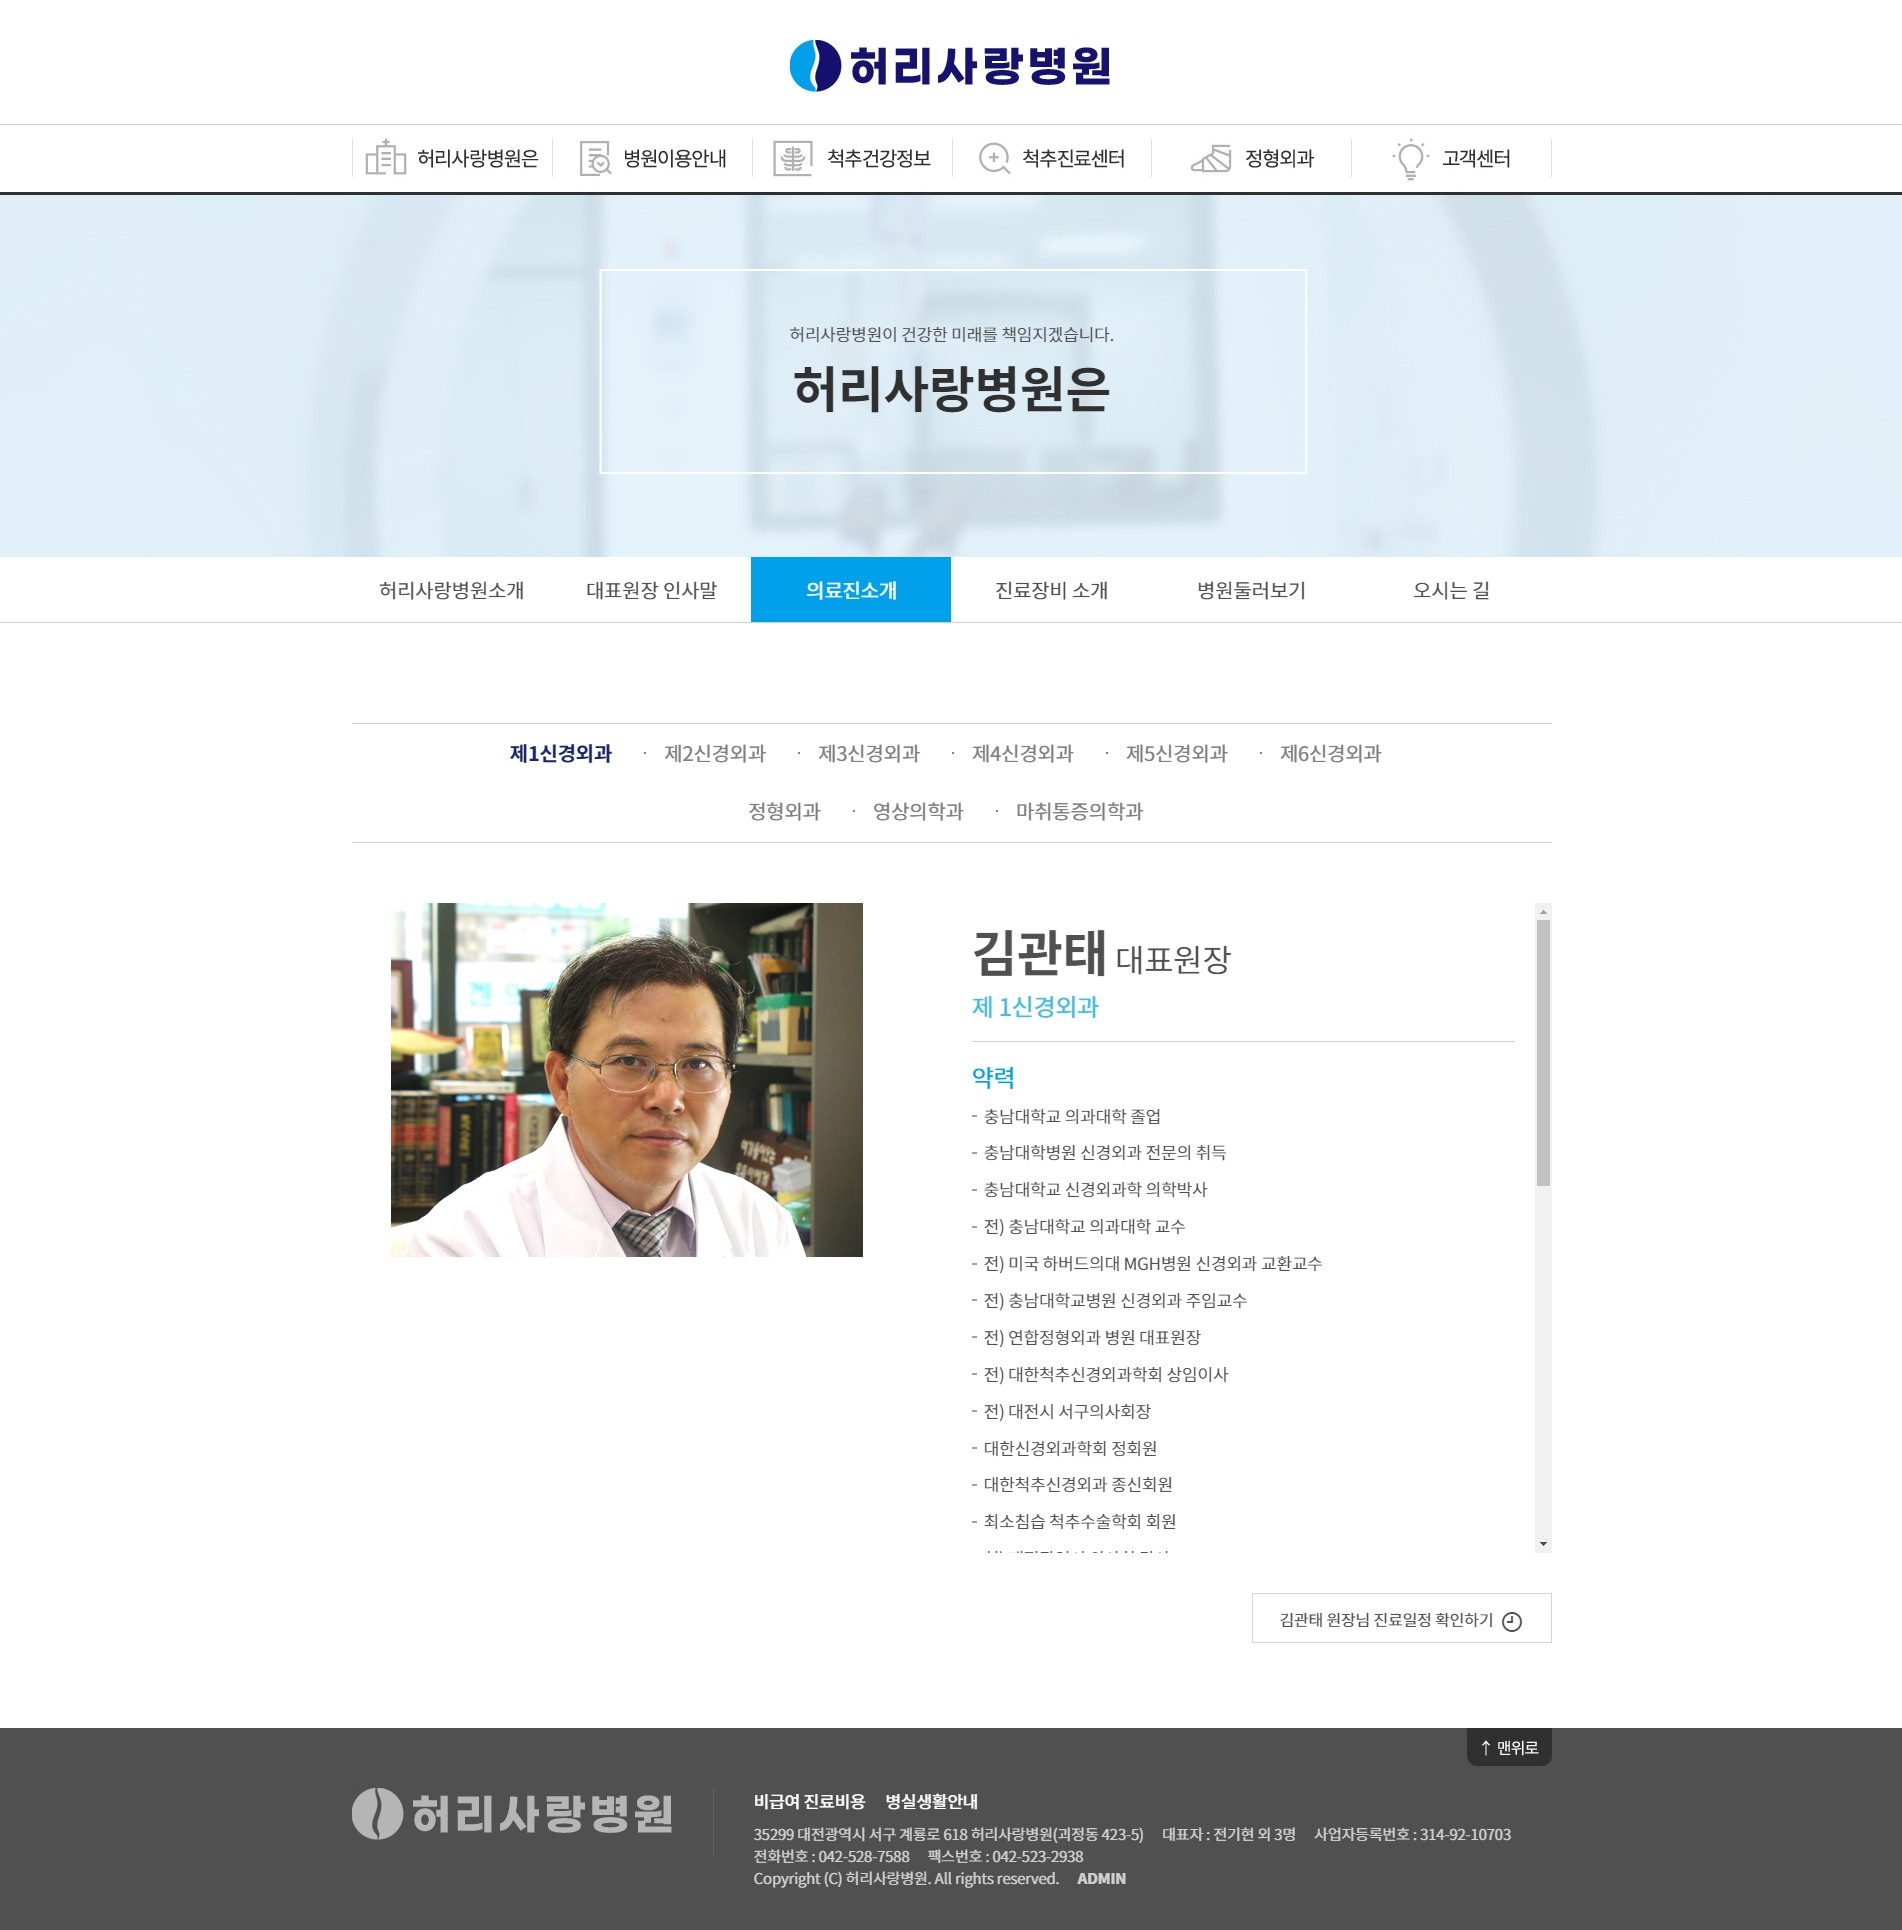 허리사랑병원
허리사랑병원은 병원이용안내 척추건강정보 척추진료센터 정형외과 고객센터
허리사랑병원이 건강한 미래를 책임지겠습니다.
허리사랑병원은
허리사랑병원소개 대표원장 인사말 의료진소개 진료장비 소개 병원둘러보기 오시는 길
제1신경외과 · 제2신경외과 · 제3신경외과 · 제4신경외과 · 제5신경외과 · 제6신경외과
정형외과 · 영상의학과 · 마취통증의학과
김관태 대표원장
제 1신경외과
약력
- 충남대학교 의과대학 졸업
- 충남대학병원 신경외과 전문의 취득
- 충남대학교 신경외과학 의학박사
- 전) 충남대학교 의과대학 교수
- 전) 미국 하버드의대 MGH병원 신경외과 교환교수
- 전) 충남대학교병원 신경외과 주임교수
- 전) 연합정형외과 병원 대표원장
- 전) 대한척추신경외과학회 상임이사
- 전) 대전시 서구의사회장
- 대한신경외과학회 정회원
- 대한척추신경외과 종신회원
- 최소침습 척추수술학회 회원
김관태 원장님 진료일정 확인하기
↑ 맨위로
허리사랑병원
비급여 진료비용 병실생활안내
35299 대전광역시 서구 계룡로 618 허리사랑병원(괴정동 423-5) 대표자 : 전기현 외 3명 사업자등록번호 : 314-92-10703
전화번호 : 042-528-7588 팩스번호 : 042-523-2938
Copyright (C) 허리사랑병원. All rights reserved. ADMIN